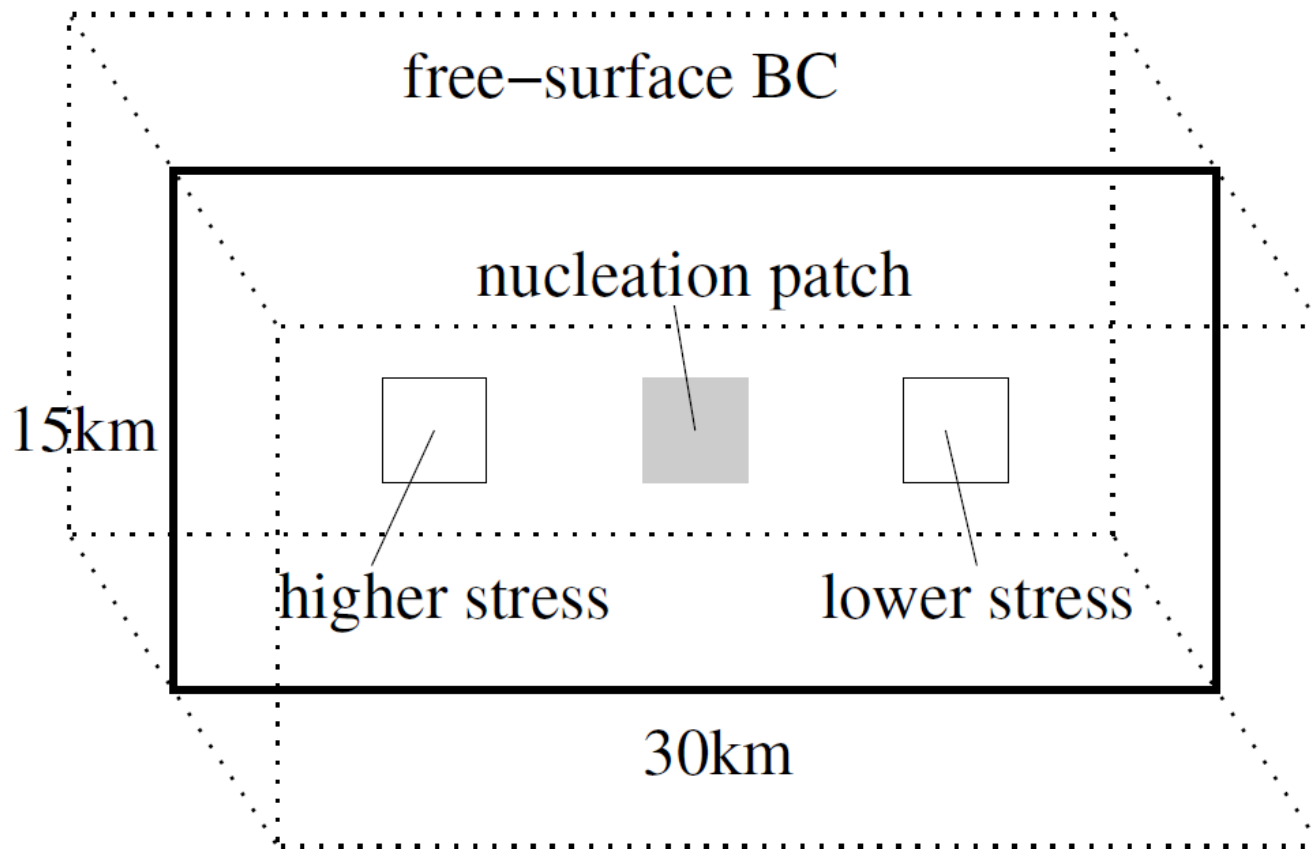 free−surface BC
nucleation patch
15km
higher stress
lower stress
30km